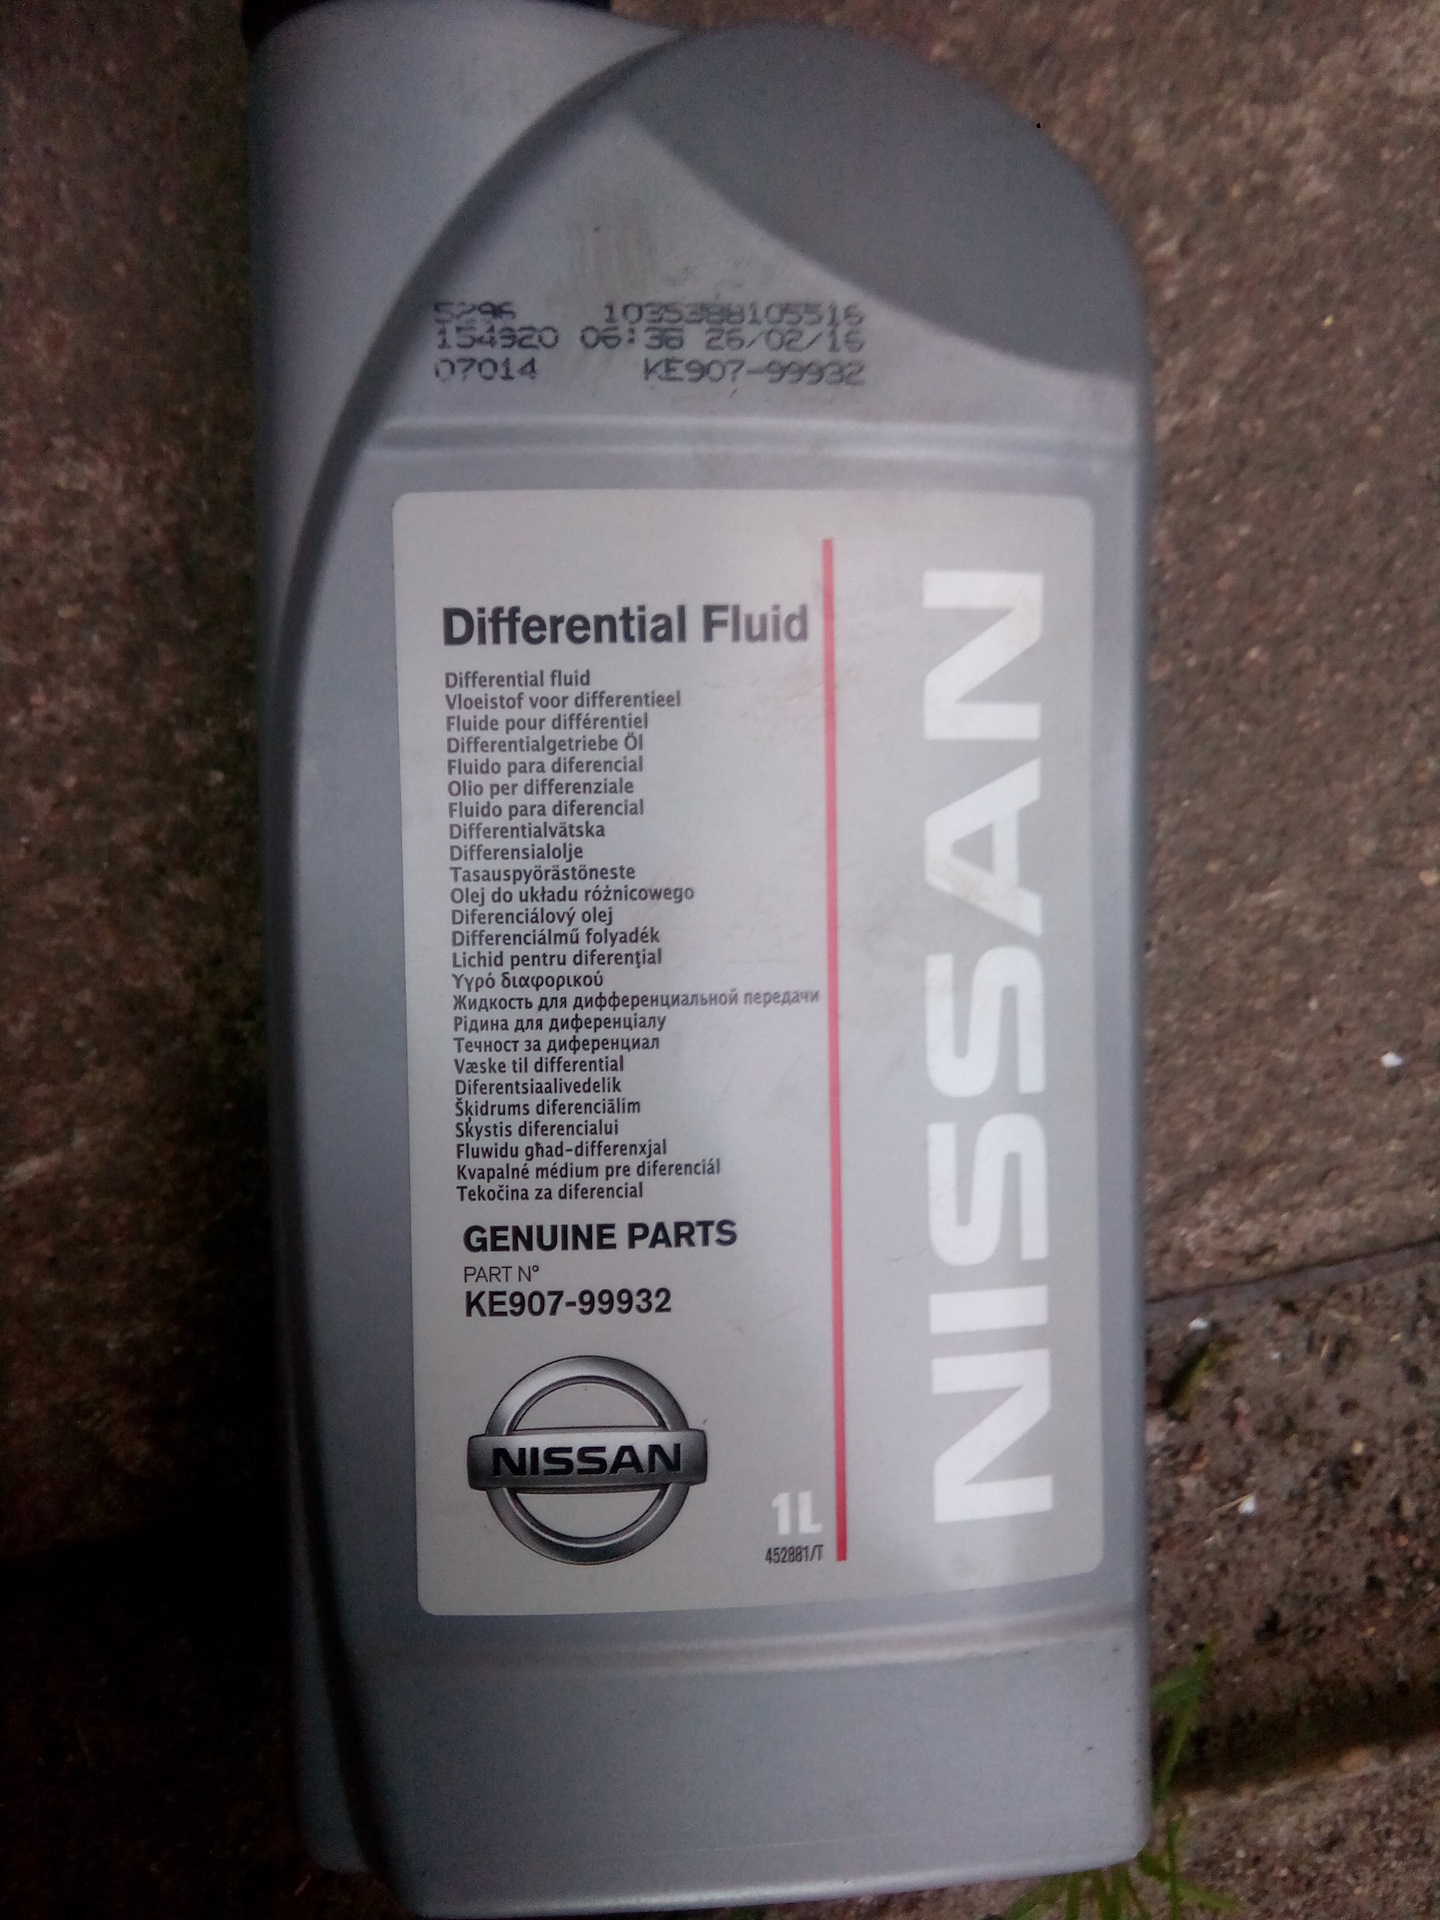 5296 1035388105516
154920 06:36 26/02/16
07014 KE907-99932
Differential Fluid
Differential fluid
Vloeistof voor differentieel
Fluide pour différentiel
Differentialgetriebe Öl
Fluido para diferencial
Olio per differenziale
Fluido para diferencial
Differentialvätska
Differensialolje
Tasauspyörästöneste
Olej do układu różnicowego
Diferenciálový olej
Differenciálmű folyadék
Lichid pentru diferenţial
Υγρό διαφορικού
Жидкость для дифференциальной передачи
Рідина для диференціалу
Течност за диференциал
Væske til differential
Diferentsiaalivedelik
Šķidrums diferenciālim
Skystis diferencialui
Fluwidu għad-differenxjal
Kvapalné médium pre diferenciál
Tekočina za diferencial
GENUINE PARTS
PART N°
KE907-99932
NISSAN
1L
452881/T
NISSAN